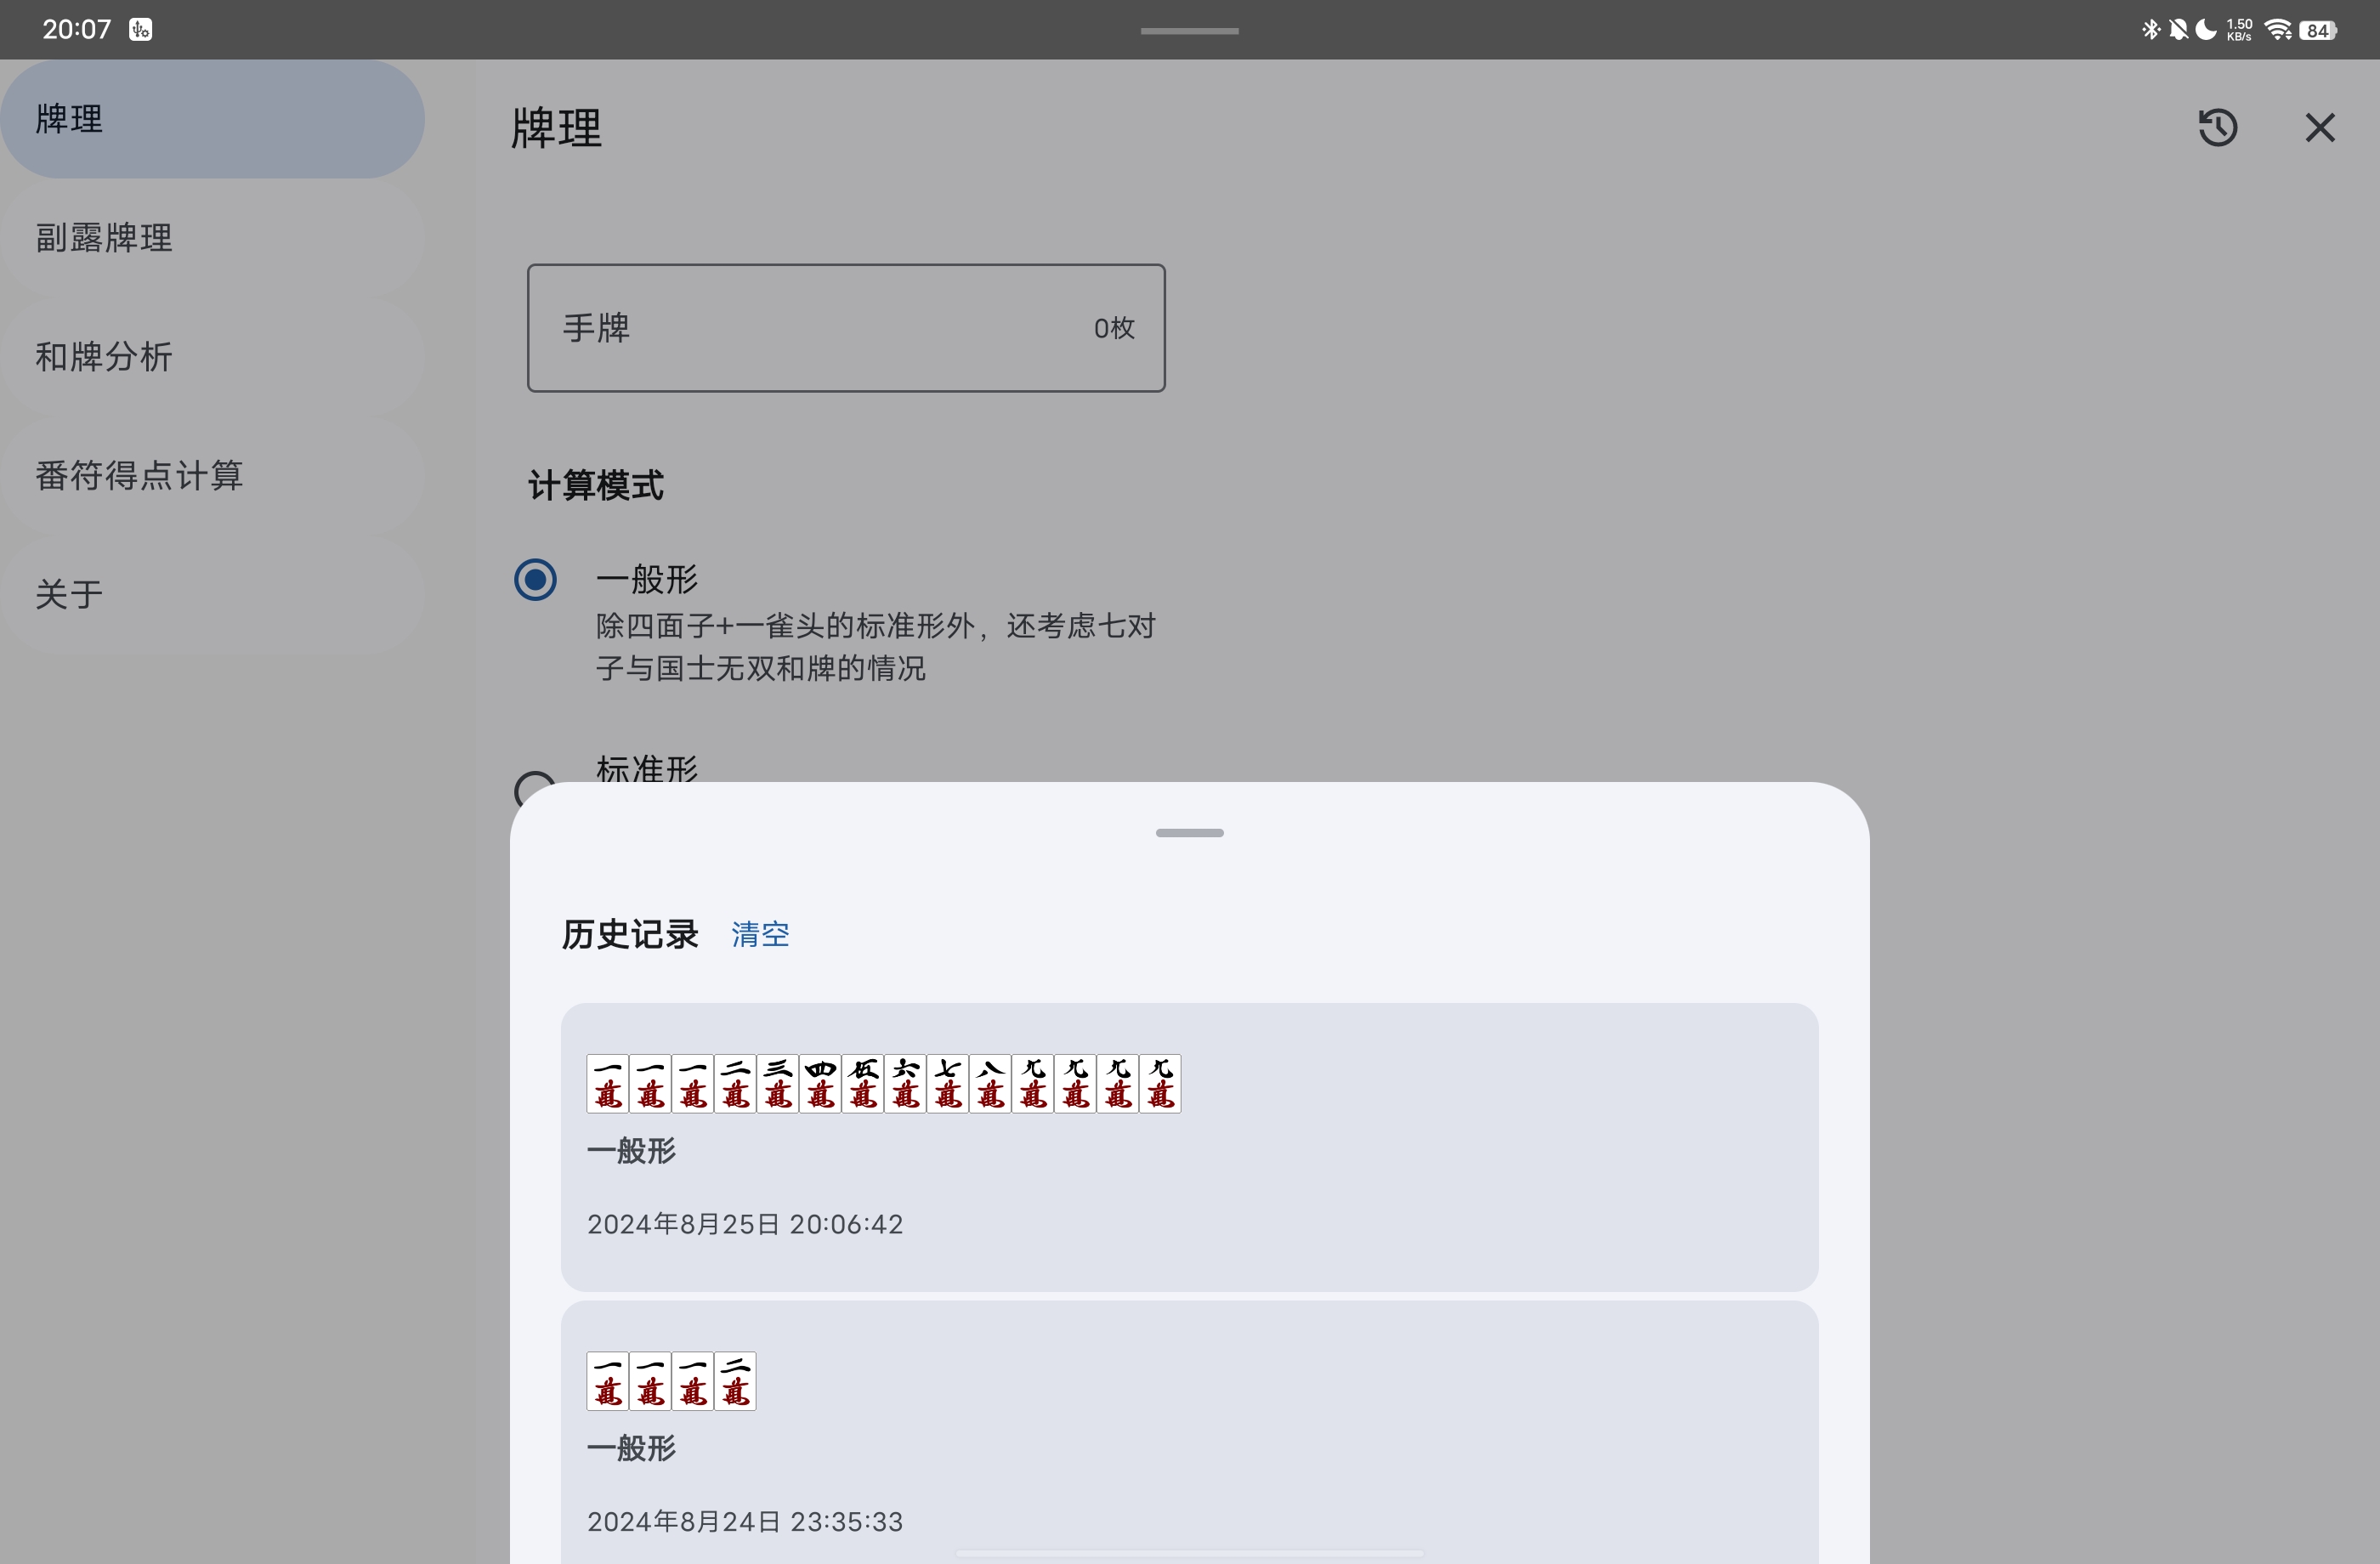 20:07
1.50
KB/s
84
牌理
副露牌理
和牌分析
番符得点计算
关于
牌理
手牌
0枚
计算模式
一般形
除四面子+一雀头的标准形外，还考虑七对
子与国士无双和牌的情况
标准形
历史记录 清空
一萬 一萬 一萬 二萬 三萬 四萬 伍萬 六萬 七萬 八萬 九萬 九萬 九萬 九萬
一般形
2024年8月25日 20:06:42
一萬 一萬 一萬 二萬
一般形
2024年8月24日 23:35:33